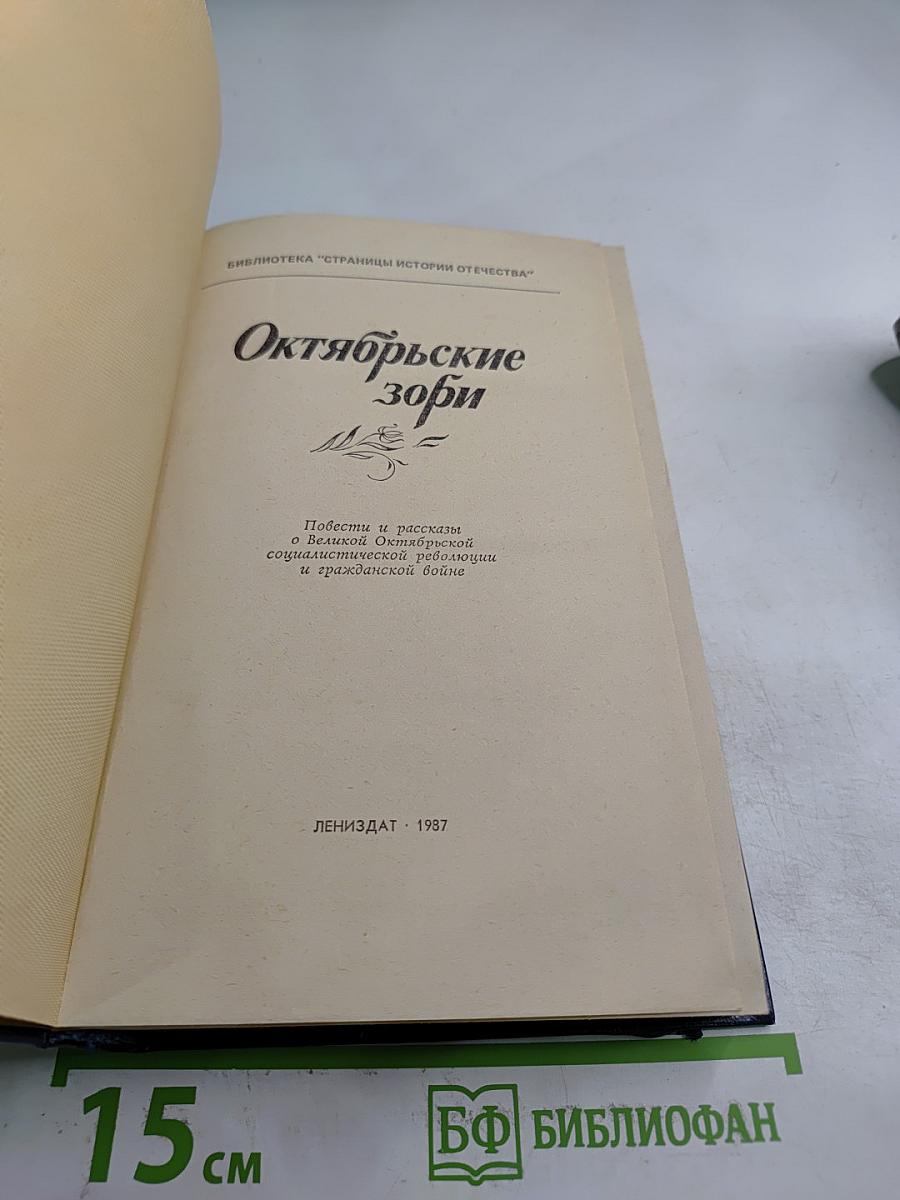 БИБЛИОТЕКА "СТРАНИЦЫ ИСТОРИИ ОТЕЧЕСТВА"
Октябрьские
зори
Повести и рассказы
о Великой Октябрьской
социалистической революции
и гражданской войне
ЛЕНИЗДАТ · 1987
15 см
БФ БИБЛИОФАН